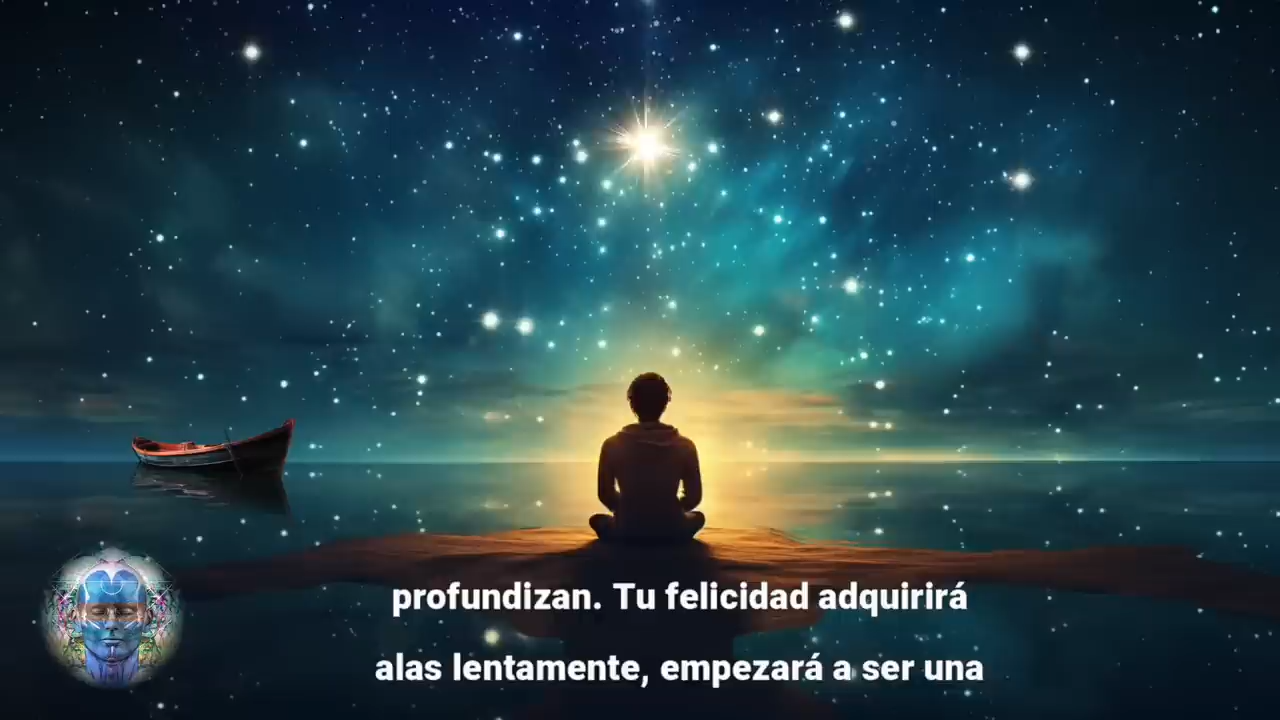 profundizan. Tu felicidad adquirirá
alas lentamente, empezará a ser una